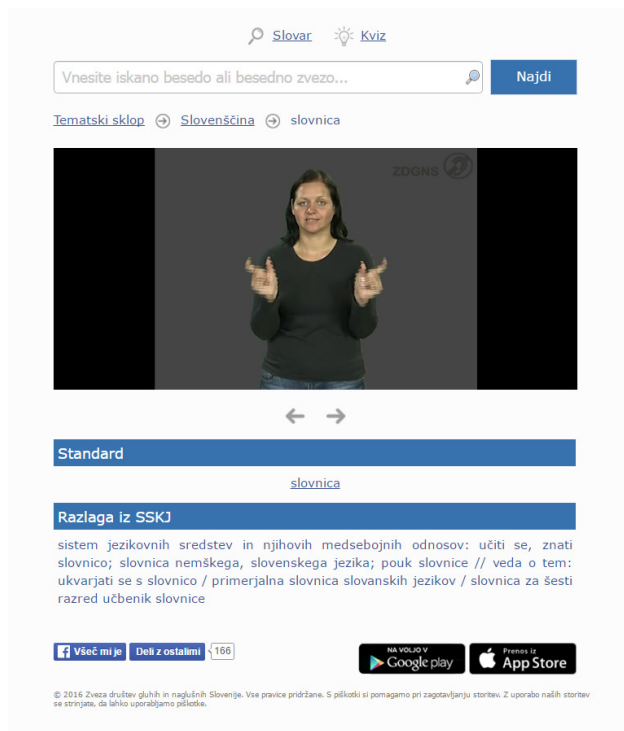 Slovar Kviz
Vnesite iskano besedo ali besedno zvezo... Najdi
Tematski sklop Slovenščina slovnica
ZDGNS
Standard
slovnica
Razlaga iz SSKJ
sistem jezikovnih sredstev in njihovih medsebojnih odnosov: učiti se, znati
slovnico; slovnica nemškega, slovenskega jezika; pouk slovnice // veda o tem:
ukvarjati se s slovnico / primerjalna slovnica slovanskih jezikov / slovnica za šesti
razred učbenik slovnice
f Všeč mi je Deli z ostalimi 166 NA VOLJO V Google play Prenos iz App Store
© 2016 Zveza društev gluhih in naglušnih Slovenije. Vse pravice pridržane. S piškotki si pomagamo pri zagotavljanju storitev. Z uporabo naših storitev
se strinjate, da lahko uporabljamo piškotke.